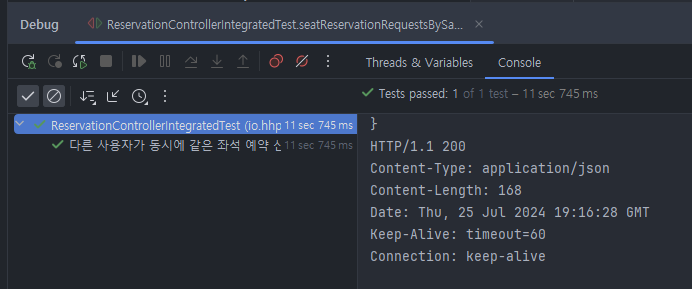 Debug
ReservationControllerIntegratedTest.seatReservationRequestsBySa...
Threads & Variables
Console
Tests passed: 1 of 1 test – 11 sec 745 ms
ReservationControllerIntegratedTest (io.hhp 11 sec 745 ms
다른 사용자가 동시에 같은 좌석 예약 11 sec 745 ms
}
HTTP/1.1 200
Content-Type: application/json
Content-Length: 168
Date: Thu, 25 Jul 2024 19:16:28 GMT
Keep-Alive: timeout=60
Connection: keep-alive